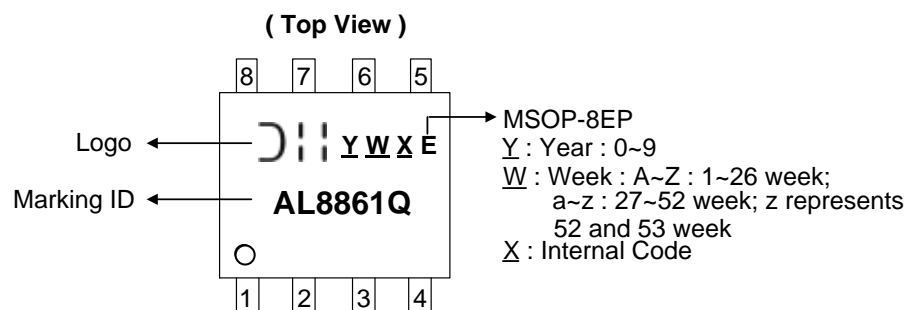 ( Top View )
8 7 6 5
Logo
Y W X E
MSOP-8EP
Y : Year : 0~9
W : Week : A~Z : 1~26 week;
a~z : 27~52 week; z represents
52 and 53 week
X : Internal Code
Marking ID
AL8861Q
1 2 3 4